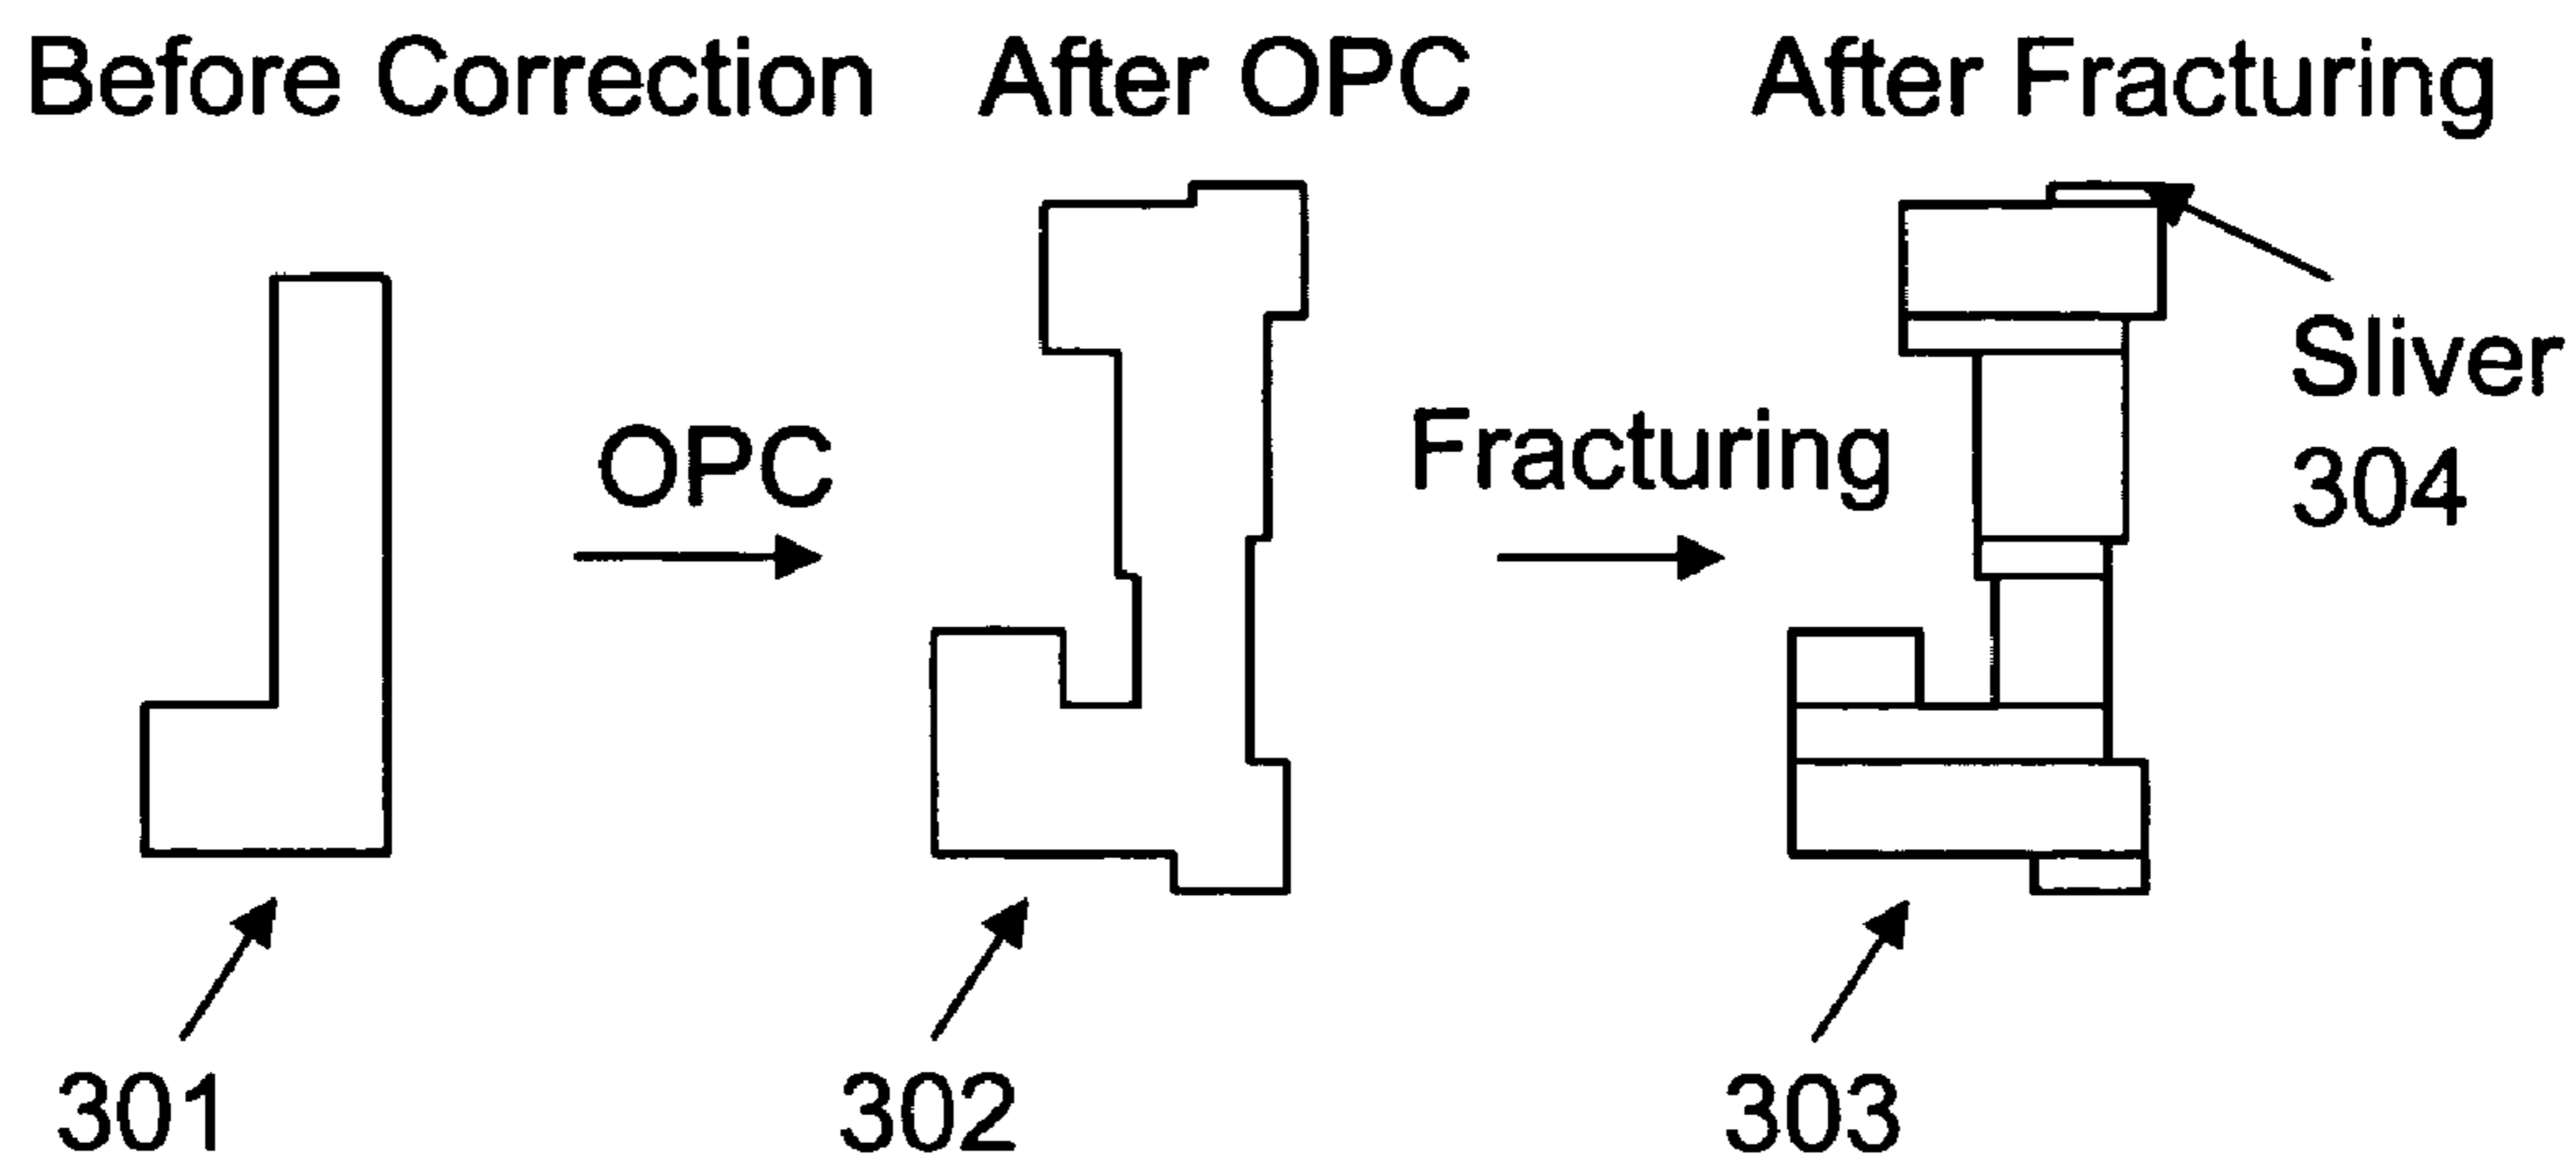 Before Correction
After OPC
After Fracturing
OPC
Fracturing
Sliver
304
301
302
303